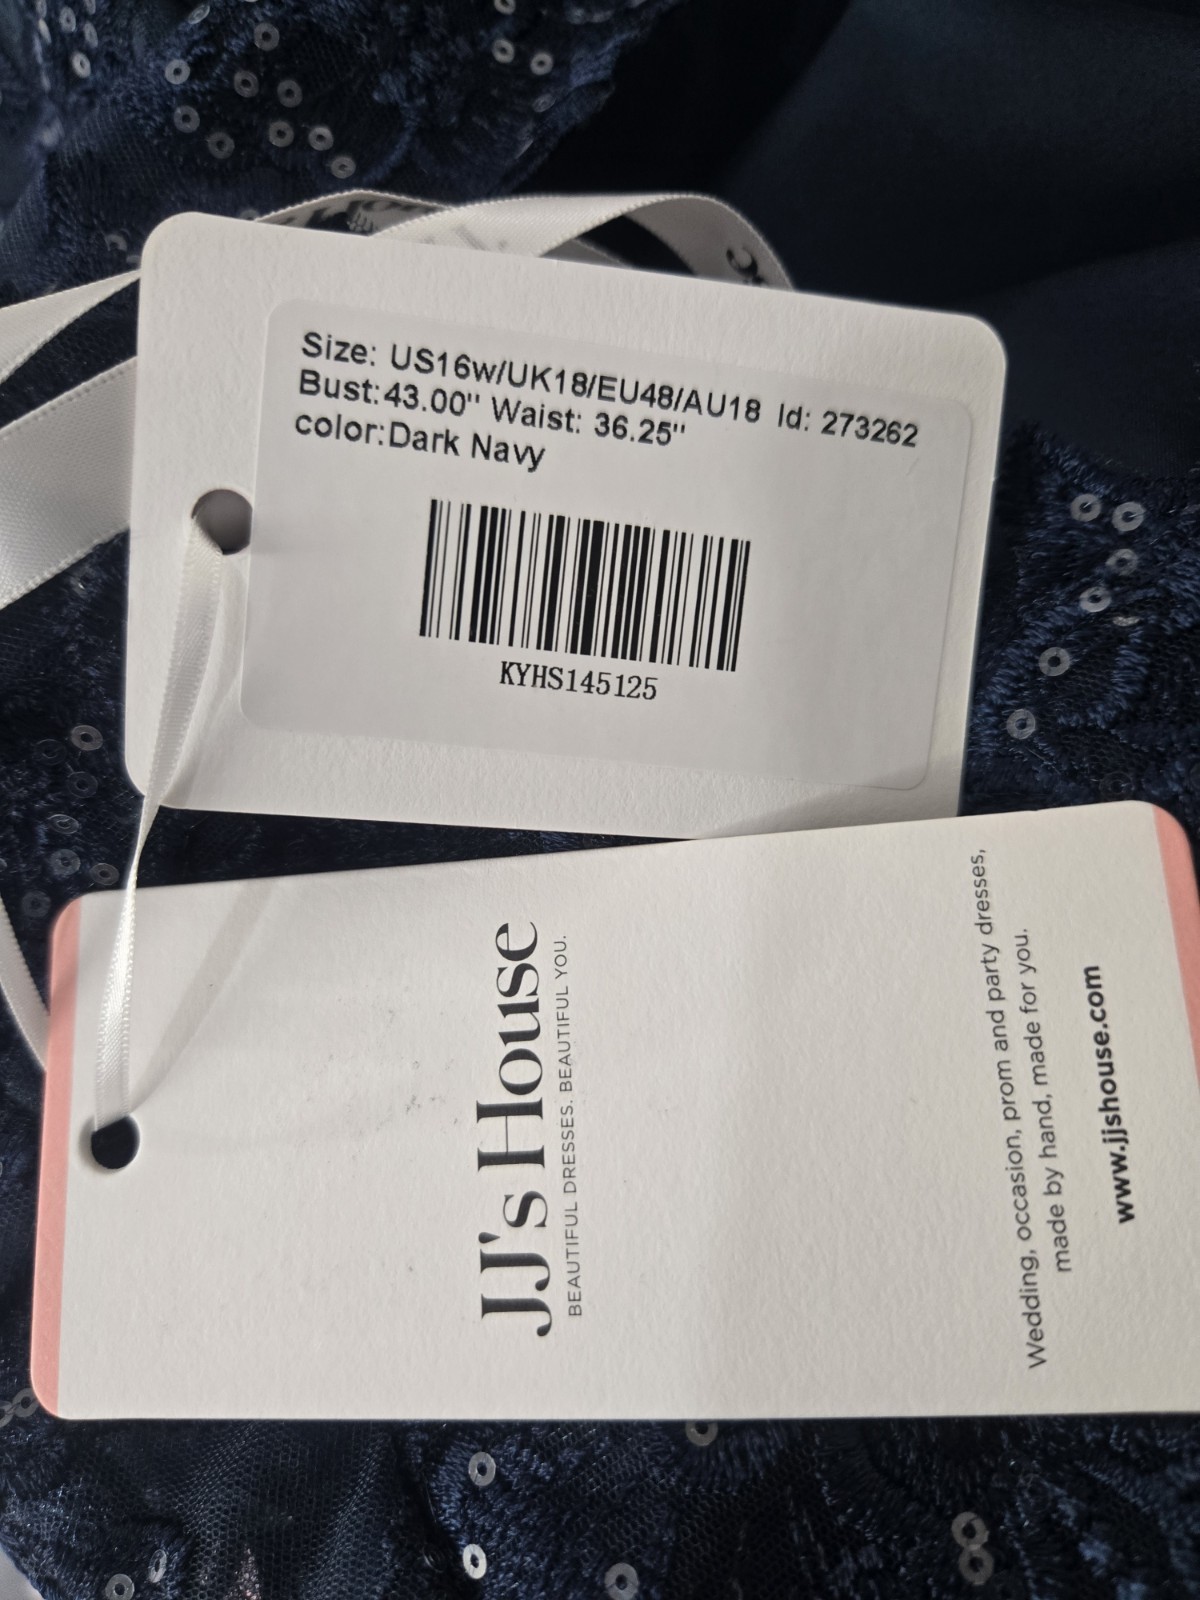 Size: US16w/UK18/EU48/AU18 Id: 273262
Bust:43.00" Waist: 36.25"
color:Dark Navy
KYHS145125
JJ's House
BEAUTIFUL DRESSES. BEAUTIFUL YOU.
Wedding, occasion, prom and party dresses,
made by hand, made for you.
www.jjshouse.com